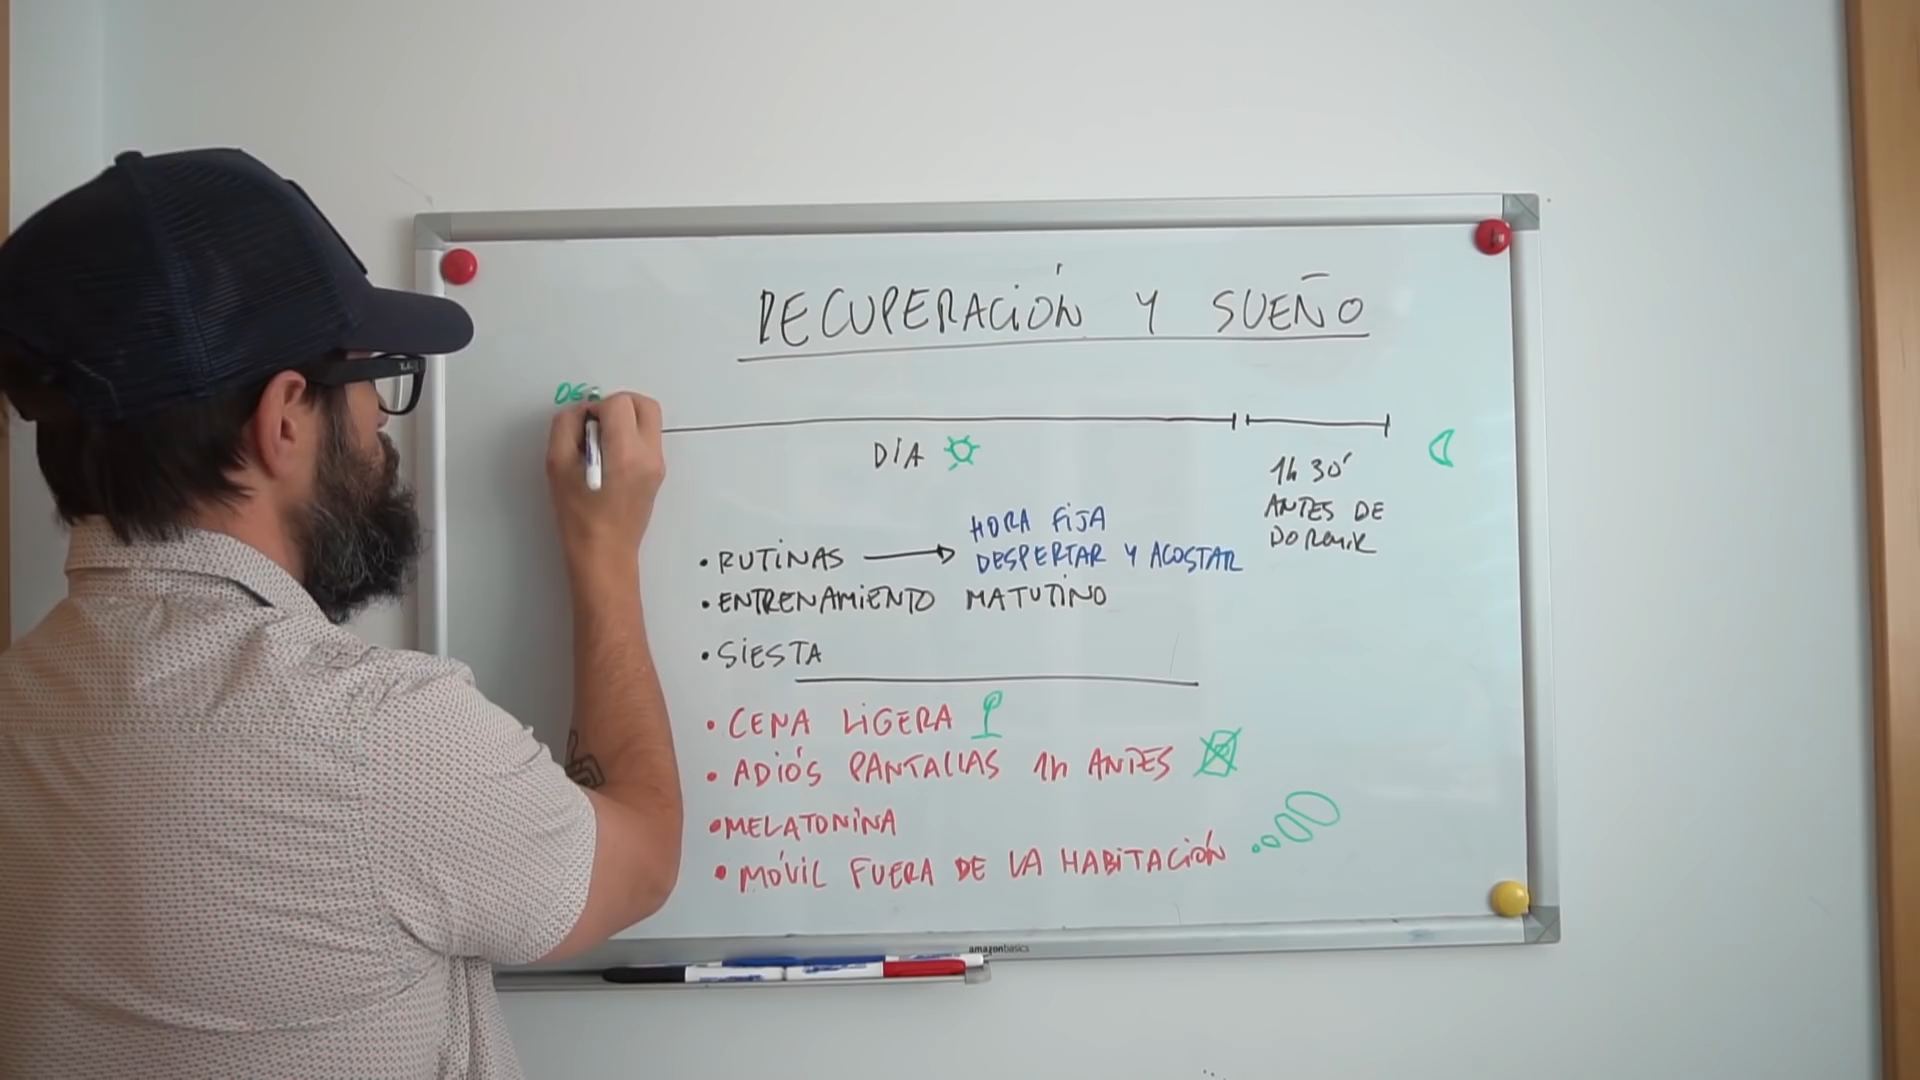 RECUPERACIÓN Y SUEÑO
DÍA
1h 30'
ANTES DE
DORMIR
HORA FIJA
• RUTINAS → DESPERTAR Y ACOSTAR
• ENTRENAMIENTO MATUTINO
• SIESTA
• CENA LIGERA
• ADIÓS PANTALLAS 1h ANTES
• MELATONINA
• MÓVIL FUERA DE LA HABITACIÓN
amazonbasics